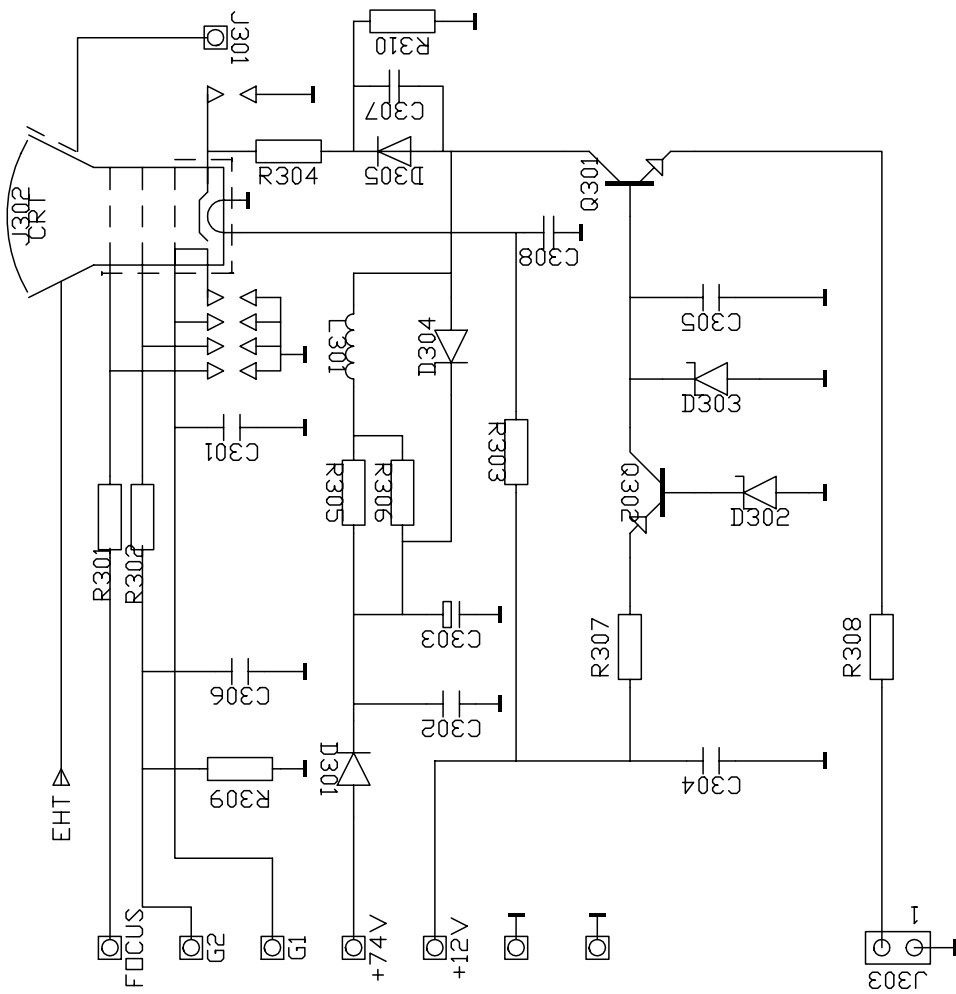 J301
R310
C307
R304
D305
Q301
J302
CRT
C308
L301
D304
C305
D303
C301
R303
R305
R306
Q302
D302
R301
R302
C303
R307
R308
C306
C302
D301
C304
R309
EHT
FOCUS
G2
G1
+74V
+12V
1
J303